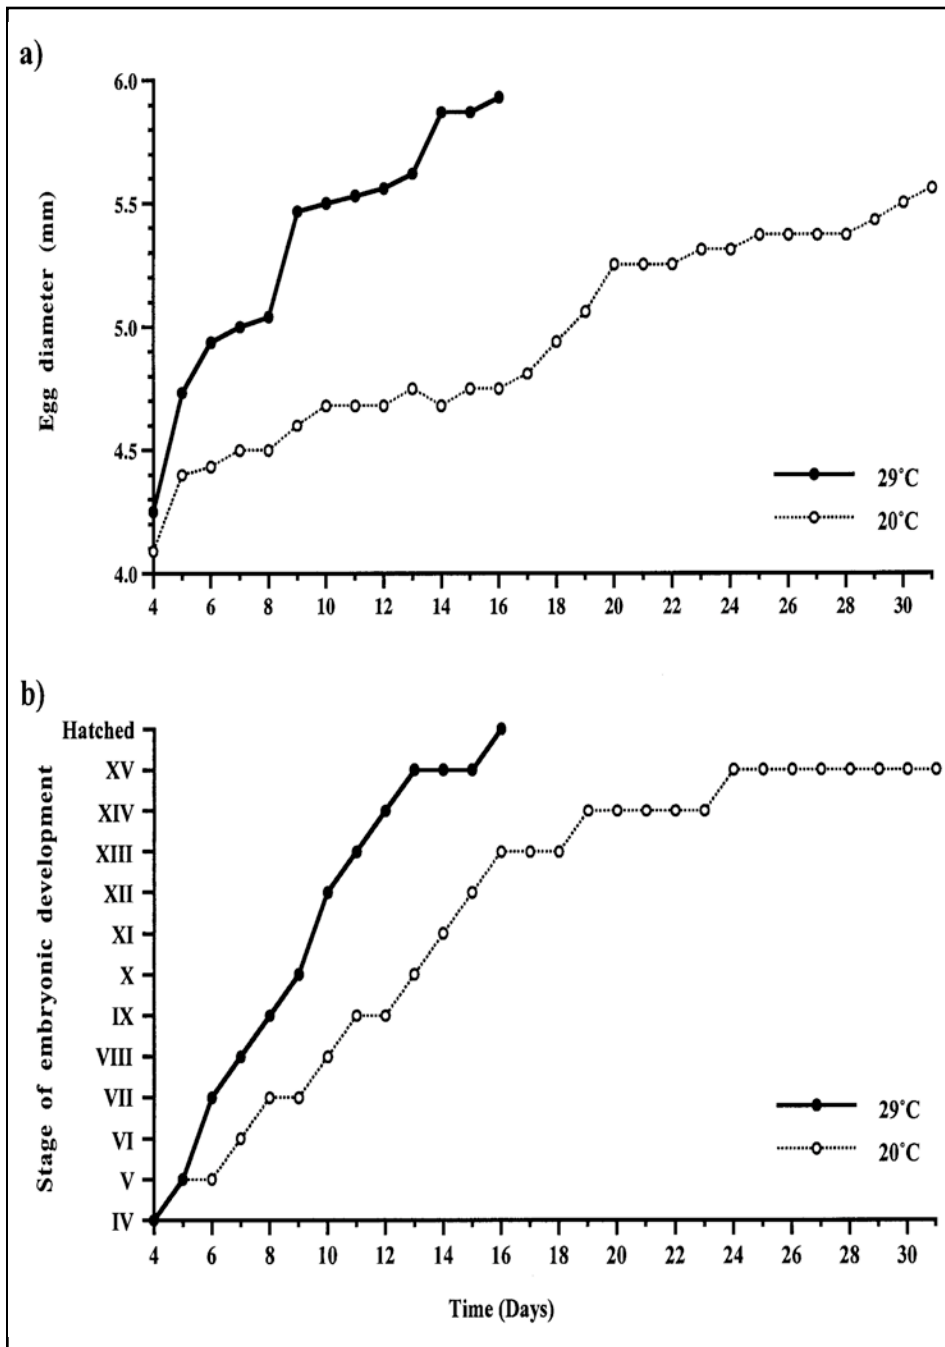 a)
6.0
5.5
5.0
4.5
4.0
Egg diameter (mm)
29°C
20°C
4 6 8 10 12 14 16 18 20 22 24 26 28 30
b)
Hatched
XV
XIV
XIII
XII
XI
X
IX
VIII
VII
VI
V
IV
Stage of embryonic development
29°C
20°C
4 6 8 10 12 14 16 18 20 22 24 26 28 30
Time (Days)